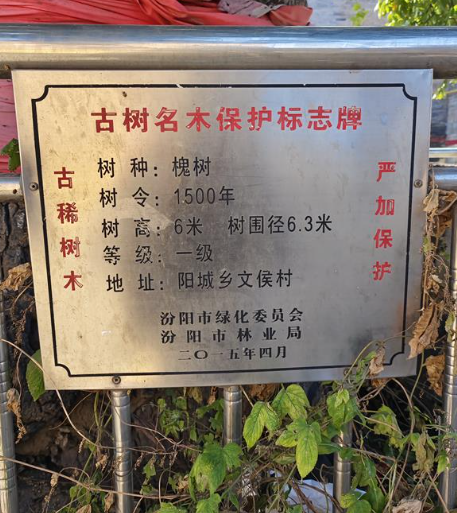 古树名木保护标志牌
古稀树木
树 种：槐树
树 令：1500年
树 高：6米 树围径6.3米
等 级：一级
地 址：阳城乡文侯村
严加保护
汾阳市绿化委员会
汾阳市林业局
二〇一五年四月